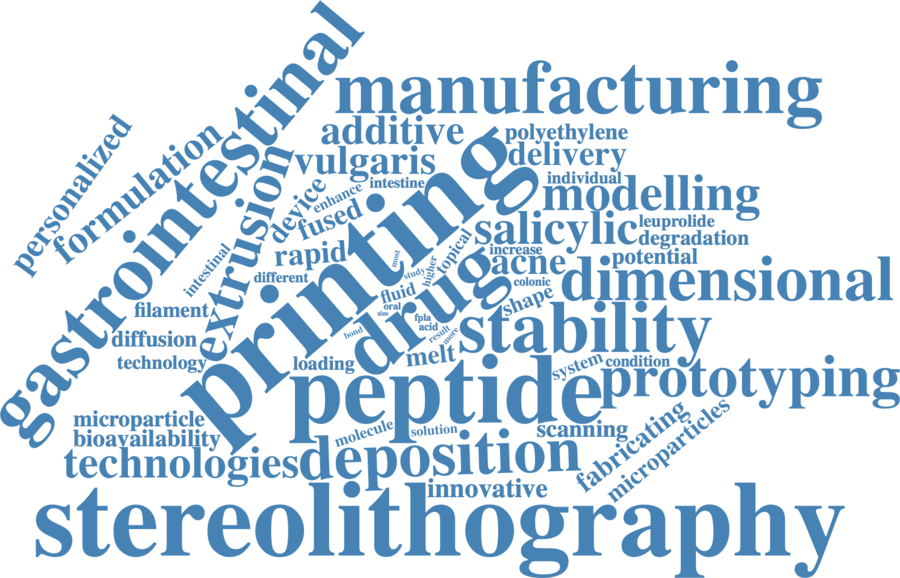 manufacturing
gastrointestinal
additive
polyethylene
personalized
formulation
vulgaris
delivery
extrusion
printing
device
enhance
intestine
individual
modelling
fused
salicylic
leuprolide
degradation
rapid
topical
increase
potential
intestinal
different
most
study
higher
acne
colonic
dimensional
drug
fluid
shape
filament
oral
size
fpla
acid
stability
diffusion
bond
result
more
technology
loading
melt
system
condition
peptide
prototyping
microparticle
bioavailability
molecule
solution
scanning
fabricating
microparticles
technologies
deposition
innovative
stereolithography